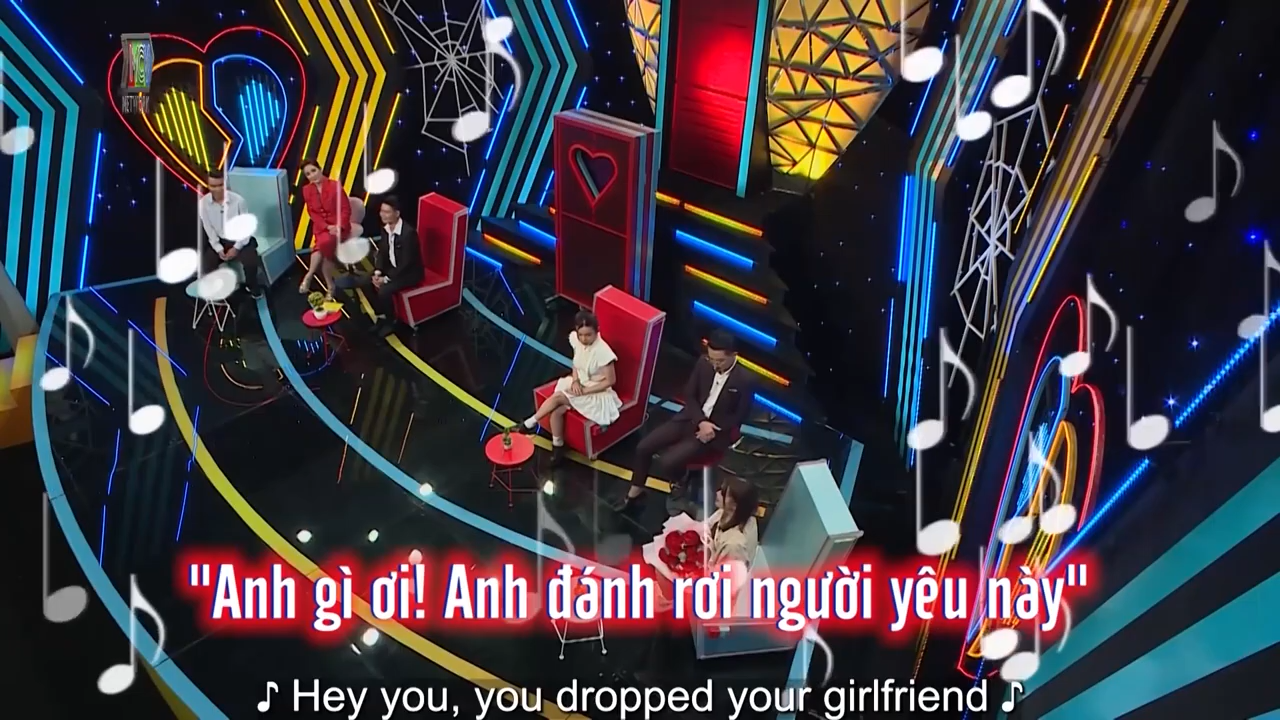 "Anh gì ơi! Anh đánh rơi người yêu này"
♪ Hey you, you dropped your girlfriend ♪